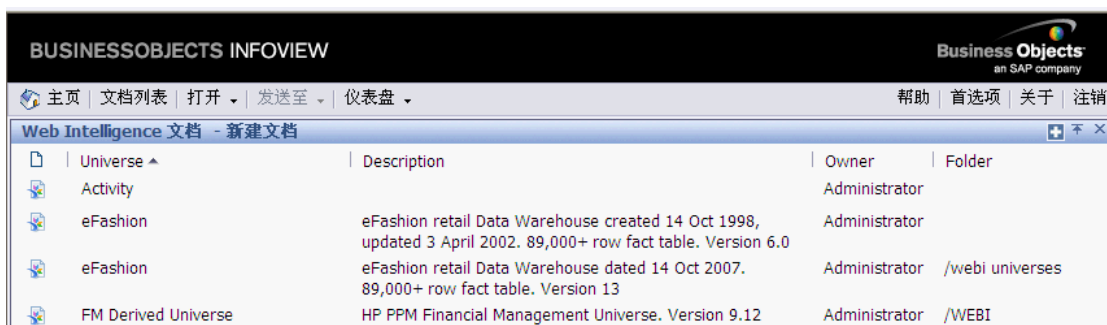 BUSINESSOBJECTS INFOVIEW
Business Objects
an SAP company
主页 | 文档列表 | 打开 | 发送至 | 仪表盘
帮助 | 首选项 | 关于 | 注销
Web Intelligence 文档 - 新建文档
Universe Description Owner Folder
Activity Administrator
eFashion eFashion retail Data Warehouse created 14 Oct 1998, Administrator
updated 3 April 2002. 89,000+ row fact table. Version 6.0
eFashion eFashion retail Data Warehouse dated 14 Oct 2007. Administrator /webi universes
89,000+ row fact table. Version 13
FM Derived Universe HP PPM Financial Management Universe. Version 9.12 Administrator /WEBI